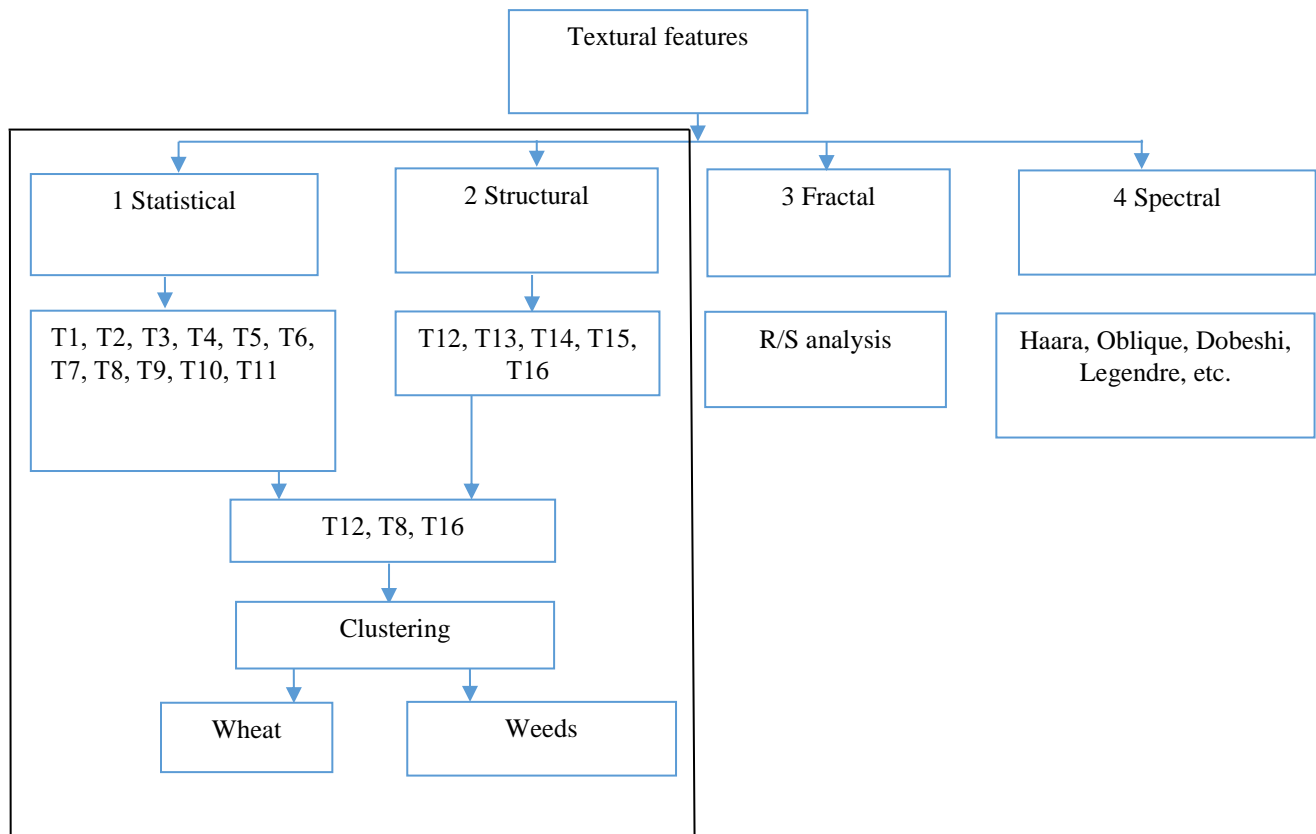 Textural features
1 Statistical
2 Structural
3 Fractal
4 Spectral
T1, T2, T3, T4, T5, T6,
T7, T8, T9, T10, T11
T12, T13, T14, T15,
T16
R/S analysis
Haara, Oblique, Dobeshi,
Legendre, etc.
T12, T8, T16
Clustering
Wheat
Weeds